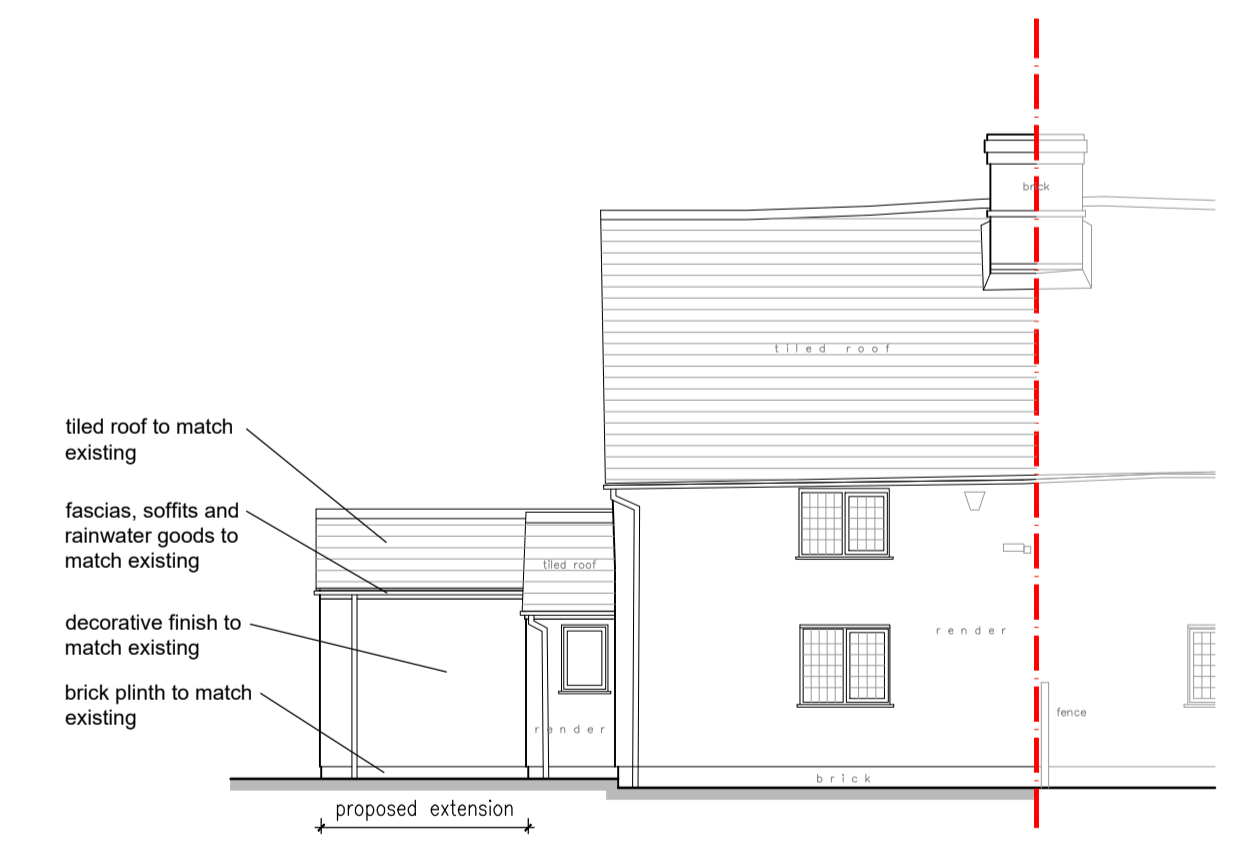 brick
tiled roof
tiled roof to match
existing
fascias, soffits and
rainwater goods to
match existing
tiled roof
decorative finish to
match existing
render
brick plinth to match
existing
fence
render
brick
proposed extension